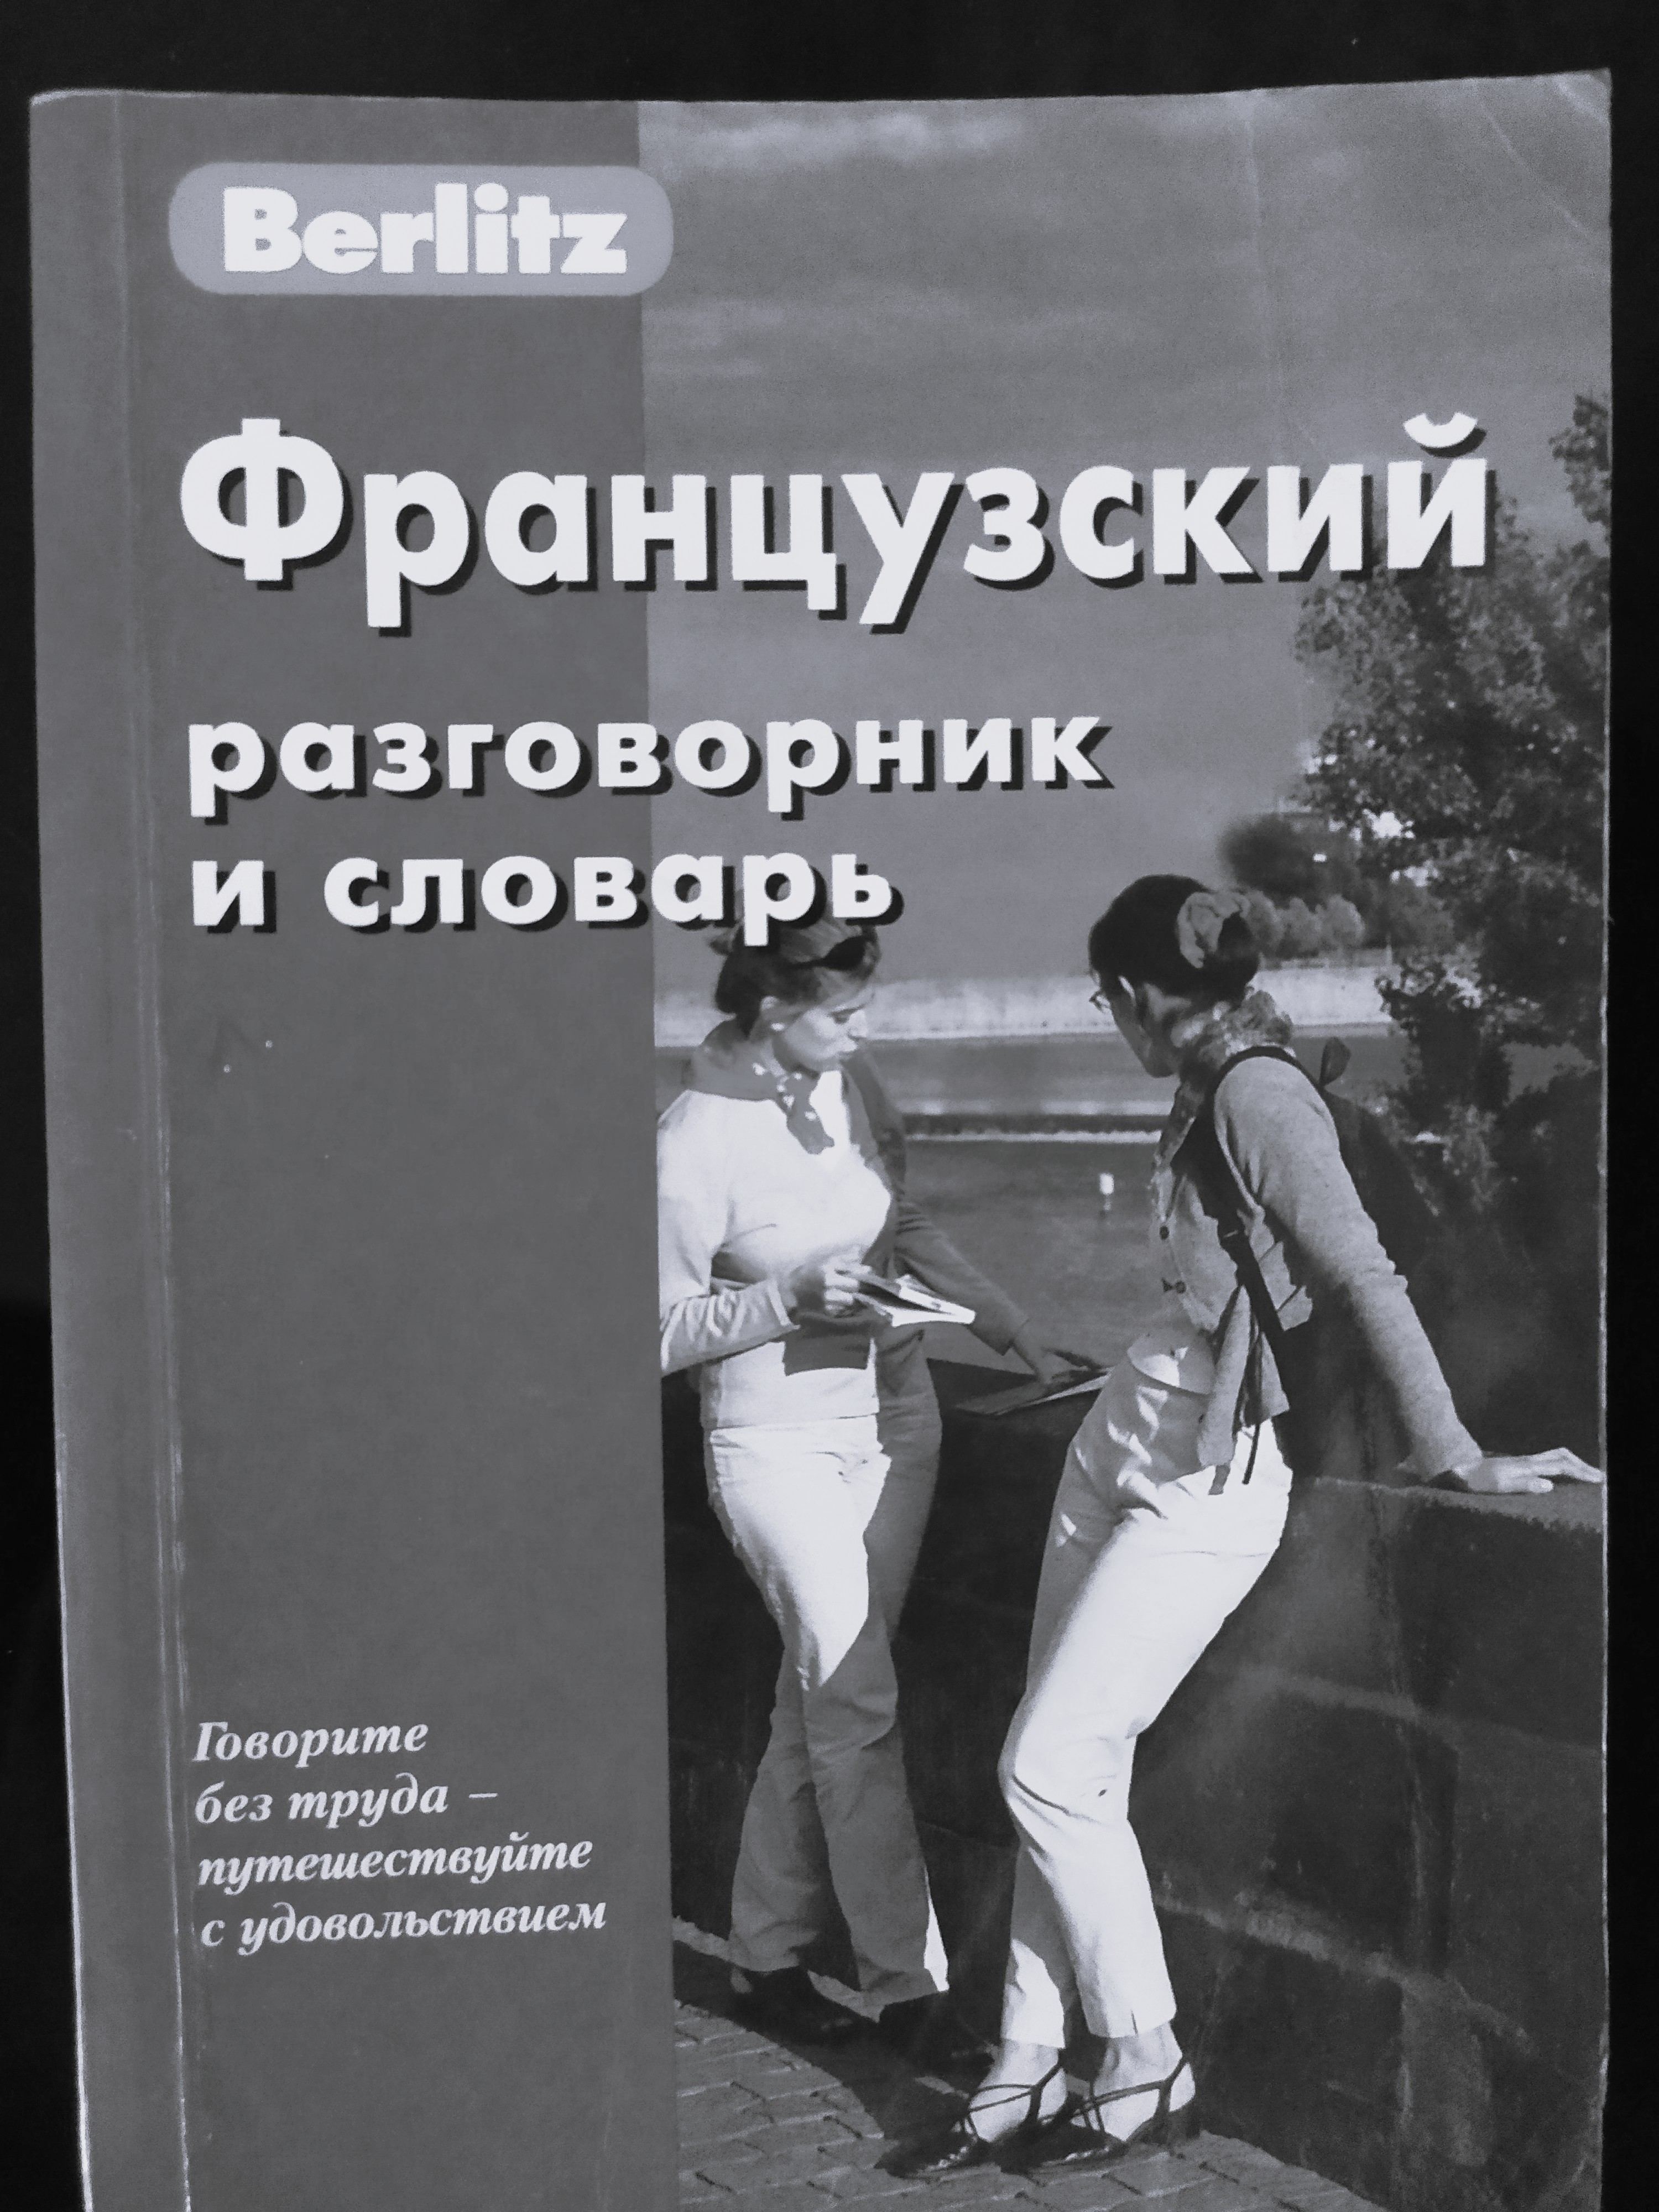 Berlitz
Французский
разговорник
и словарь
Говорите
без труда –
путешествуйте
с удовольствием